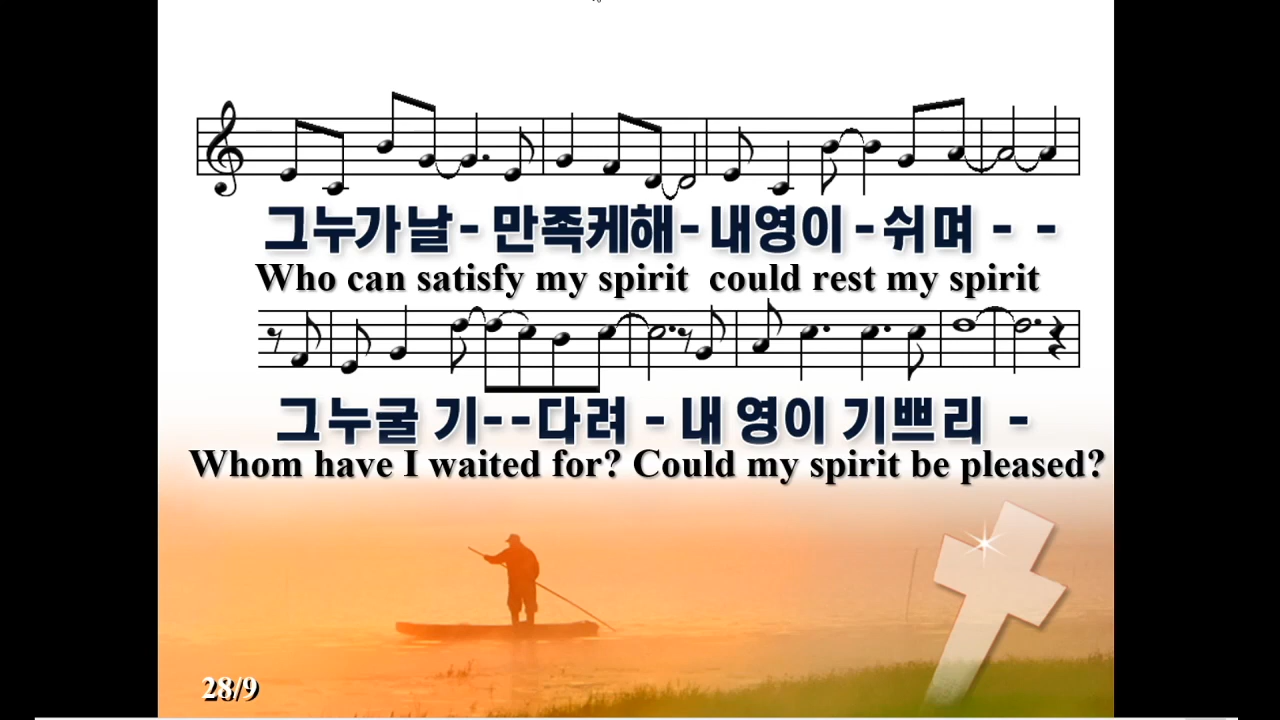 그누가날- 만족케해- 내영이 -쉬며 - -
Who can satisfy my spirit could rest my spirit
그누굴 기--다려 - 내 영이 기쁘리 -
Whom have I waited for? Could my spirit be pleased?
28/9